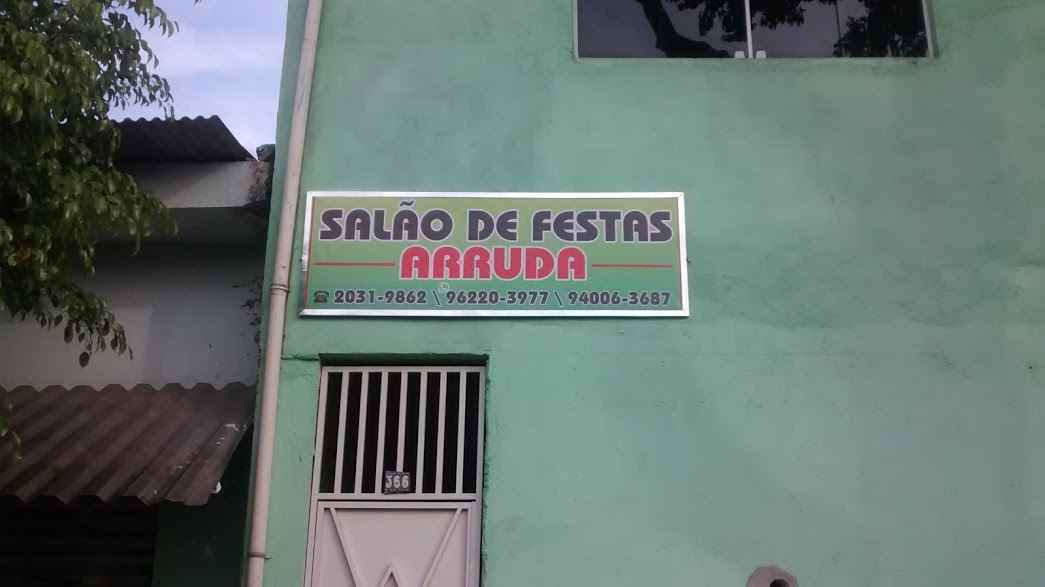 SALÃO DE FESTAS
ARRUDA
☎ 2031-9862 \ 96220-3977 \ 94006-3687
366